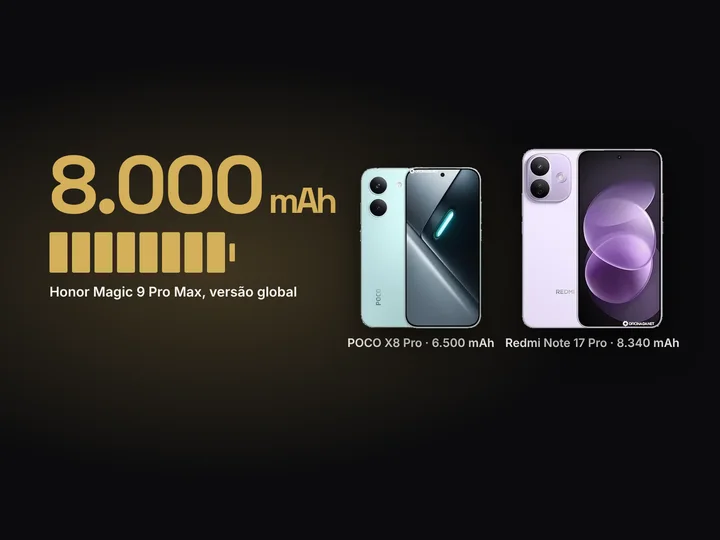 8.000 mAh
Honor Magic 9 Pro Max, versão global
POCO
POCO X8 Pro · 6.500 mAh
REDMI
Redmi Note 17 Pro · 8.340 mAh